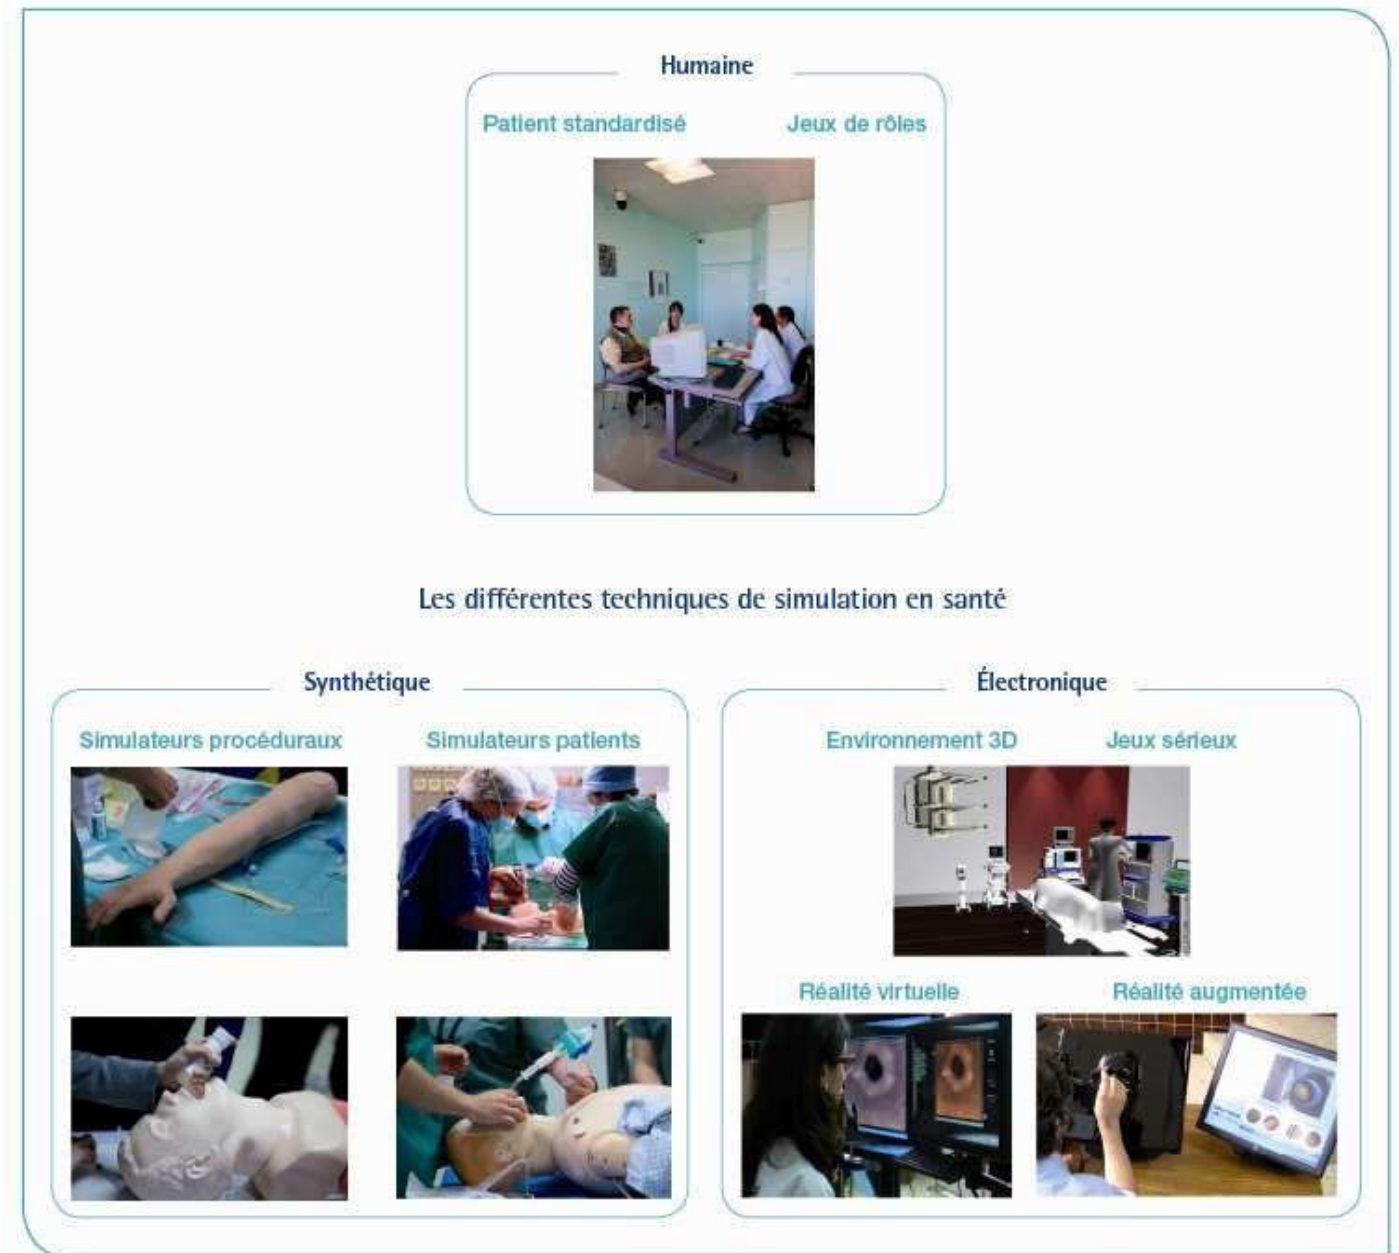 Humaine
Patient standardisé Jeux de rôles
Les différentes techniques de simulation en santé
Synthétique
Simulateurs procéduraux Simulateurs patients
Électronique
Environnement 3D Jeux sérieux
Réalité virtuelle Réalité augmentée